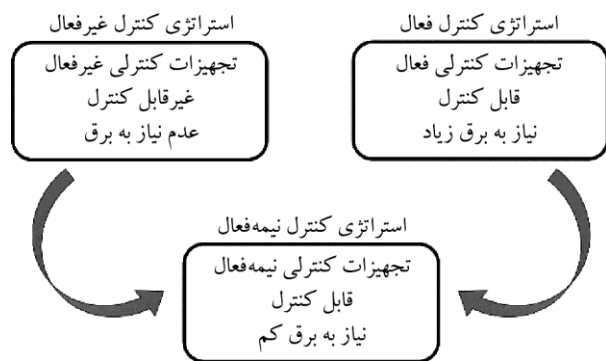 استراتژی کنترل فعال
تجهیزات کنترلی فعال
قابل کنترل
نیاز به برق زیاد
استراتژی کنترل غیرفعال
تجهیزات کنترلی غیرفعال
غیرقابل کنترل
عدم نیاز به برق
استراتژی کنترل نیمه‌فعال
تجهیزات کنترلی نیمه‌فعال
قابل کنترل
نیاز به برق کم